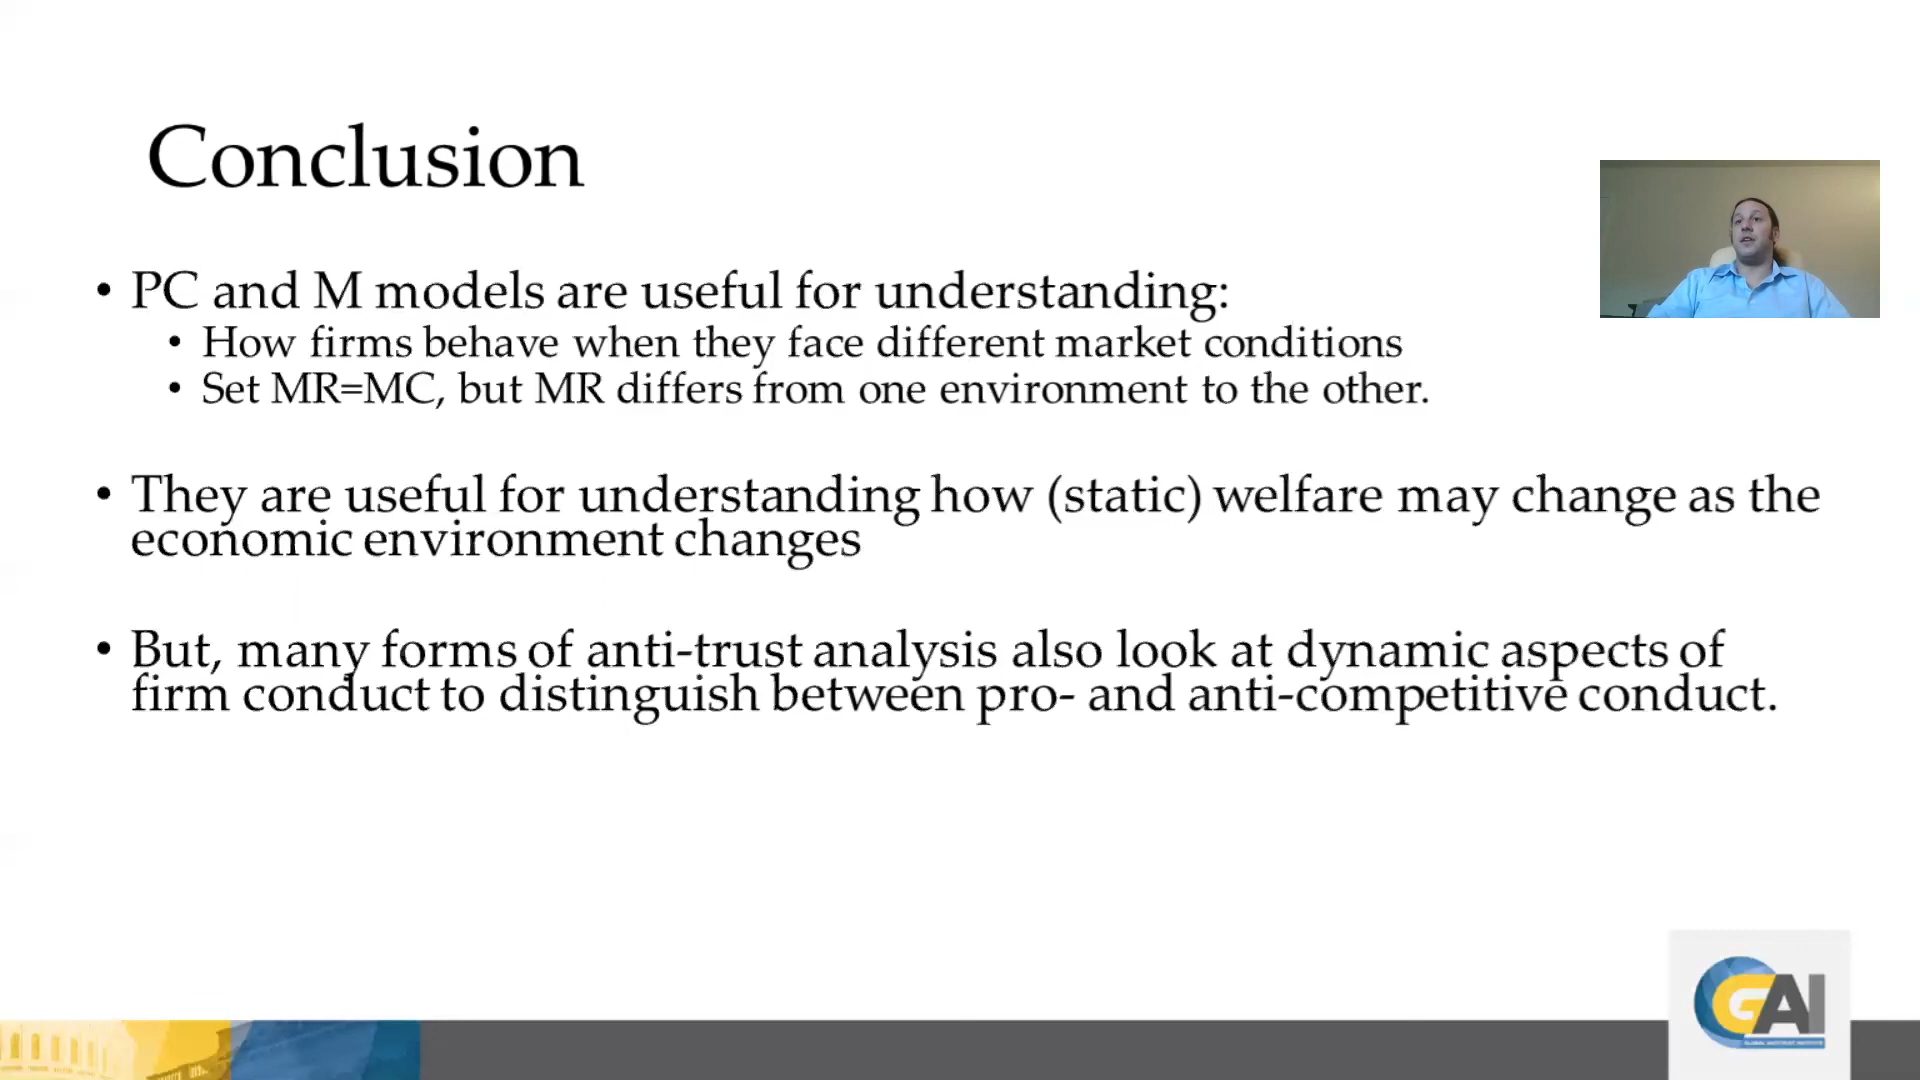 Conclusion
• PC and M models are useful for understanding:
• How firms behave when they face different market conditions
• Set MR=MC, but MR differs from one environment to the other.
• They are useful for understanding how (static) welfare may change as the
economic environment changes
• But, many forms of anti-trust analysis also look at dynamic aspects of
firm conduct to distinguish between pro- and anti-competitive conduct.
GAI
GLOBAL ANTITRUST INSTITUTE